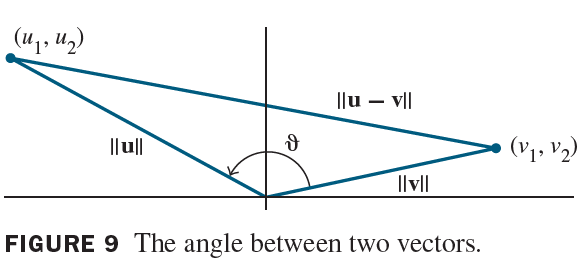 (u₁, u₂)
||u − v||
||u||
ϑ
(v₁, v₂)
||v||
FIGURE 9 The angle between two vectors.